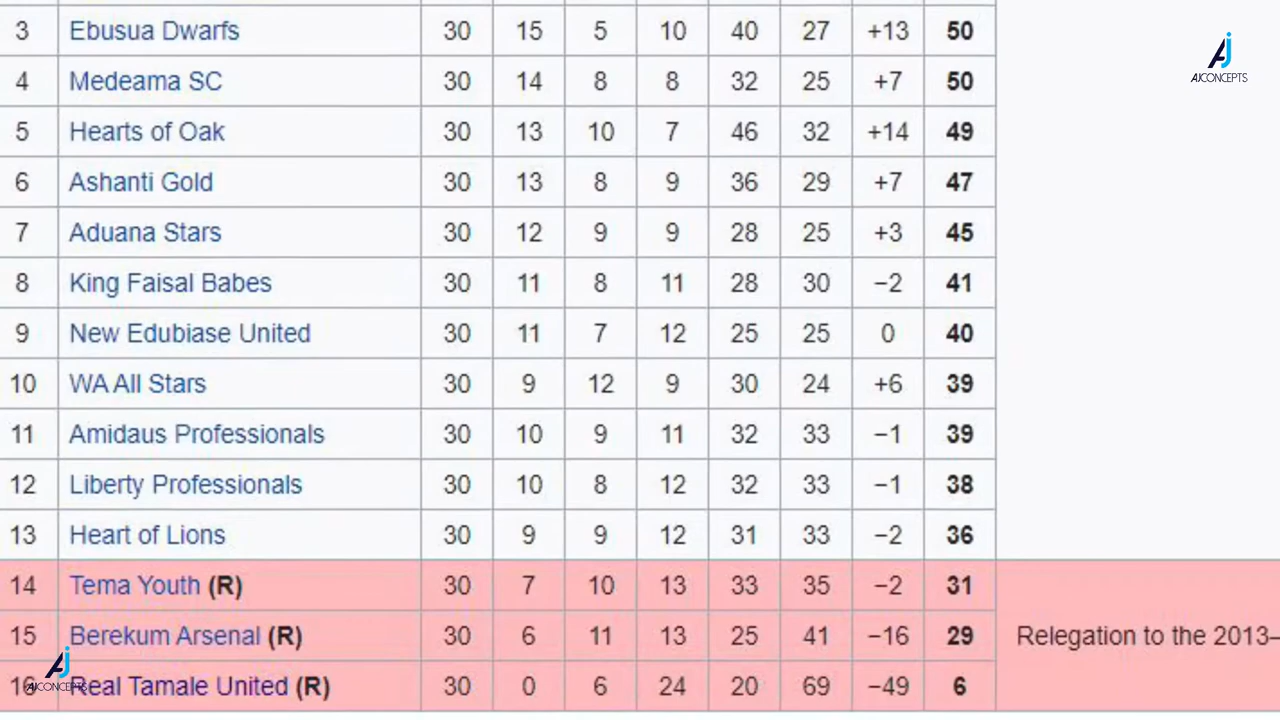 AJ
AJCONCEPTS
3 Ebusua Dwarfs 30 15 5 10 40 27 +13 50
4 Medeama SC 30 14 8 8 32 25 +7 50
5 Hearts of Oak 30 13 10 7 46 32 +14 49
6 Ashanti Gold 30 13 8 9 36 29 +7 47
7 Aduana Stars 30 12 9 9 28 25 +3 45
8 King Faisal Babes 30 11 8 11 28 30 −2 41
9 New Edubiase United 30 11 7 12 25 25 0 40
10 WA All Stars 30 9 12 9 30 24 +6 39
11 Amidaus Professionals 30 10 9 11 32 33 −1 39
12 Liberty Professionals 30 10 8 12 32 33 −1 38
13 Heart of Lions 30 9 9 12 31 33 −2 36
14 Tema Youth (R) 30 7 10 13 33 35 −2 31
15 Berekum Arsenal (R) 30 6 11 13 25 41 −16 29 Relegation to the 2013–
16 Real Tamale United (R) 30 0 6 24 20 69 −49 6
AJ
AJCONCEPTS